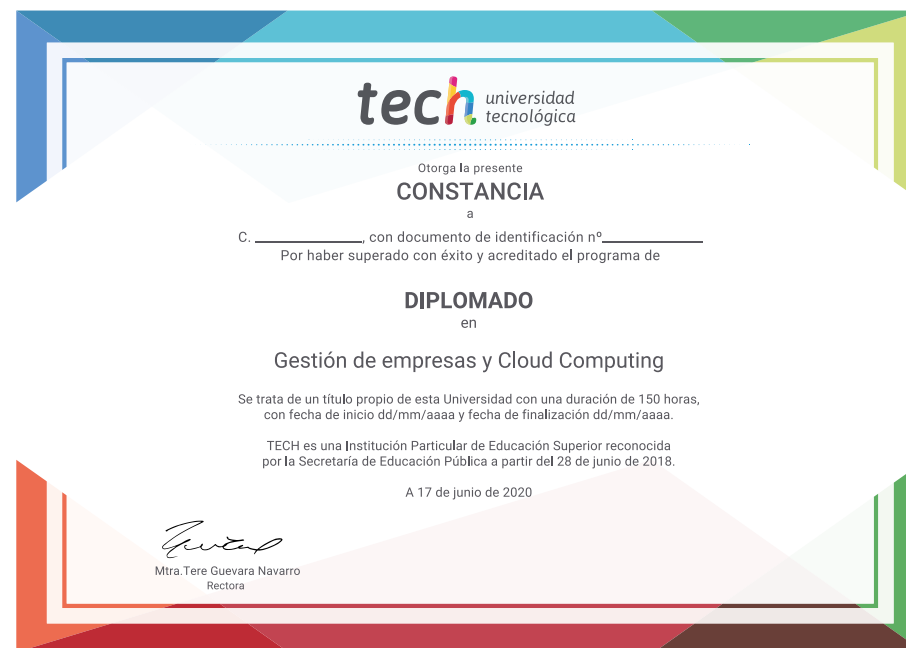 tech universidad
tecnológica
Otorga la presente
CONSTANCIA
a
C. ____________, con documento de identificación nº____________
Por haber superado con éxito y acreditado el programa de
DIPLOMADO
en
Gestión de empresas y Cloud Computing
Se trata de un título propio de esta Universidad con una duración de 150 horas,
con fecha de inicio dd/mm/aaaa y fecha de finalización dd/mm/aaaa.
TECH es una Institución Particular de Educación Superior reconocida
por la Secretaría de Educación Pública a partir del 28 de junio de 2018.
A 17 de junio de 2020
Mtra.Tere Guevara Navarro
Rectora